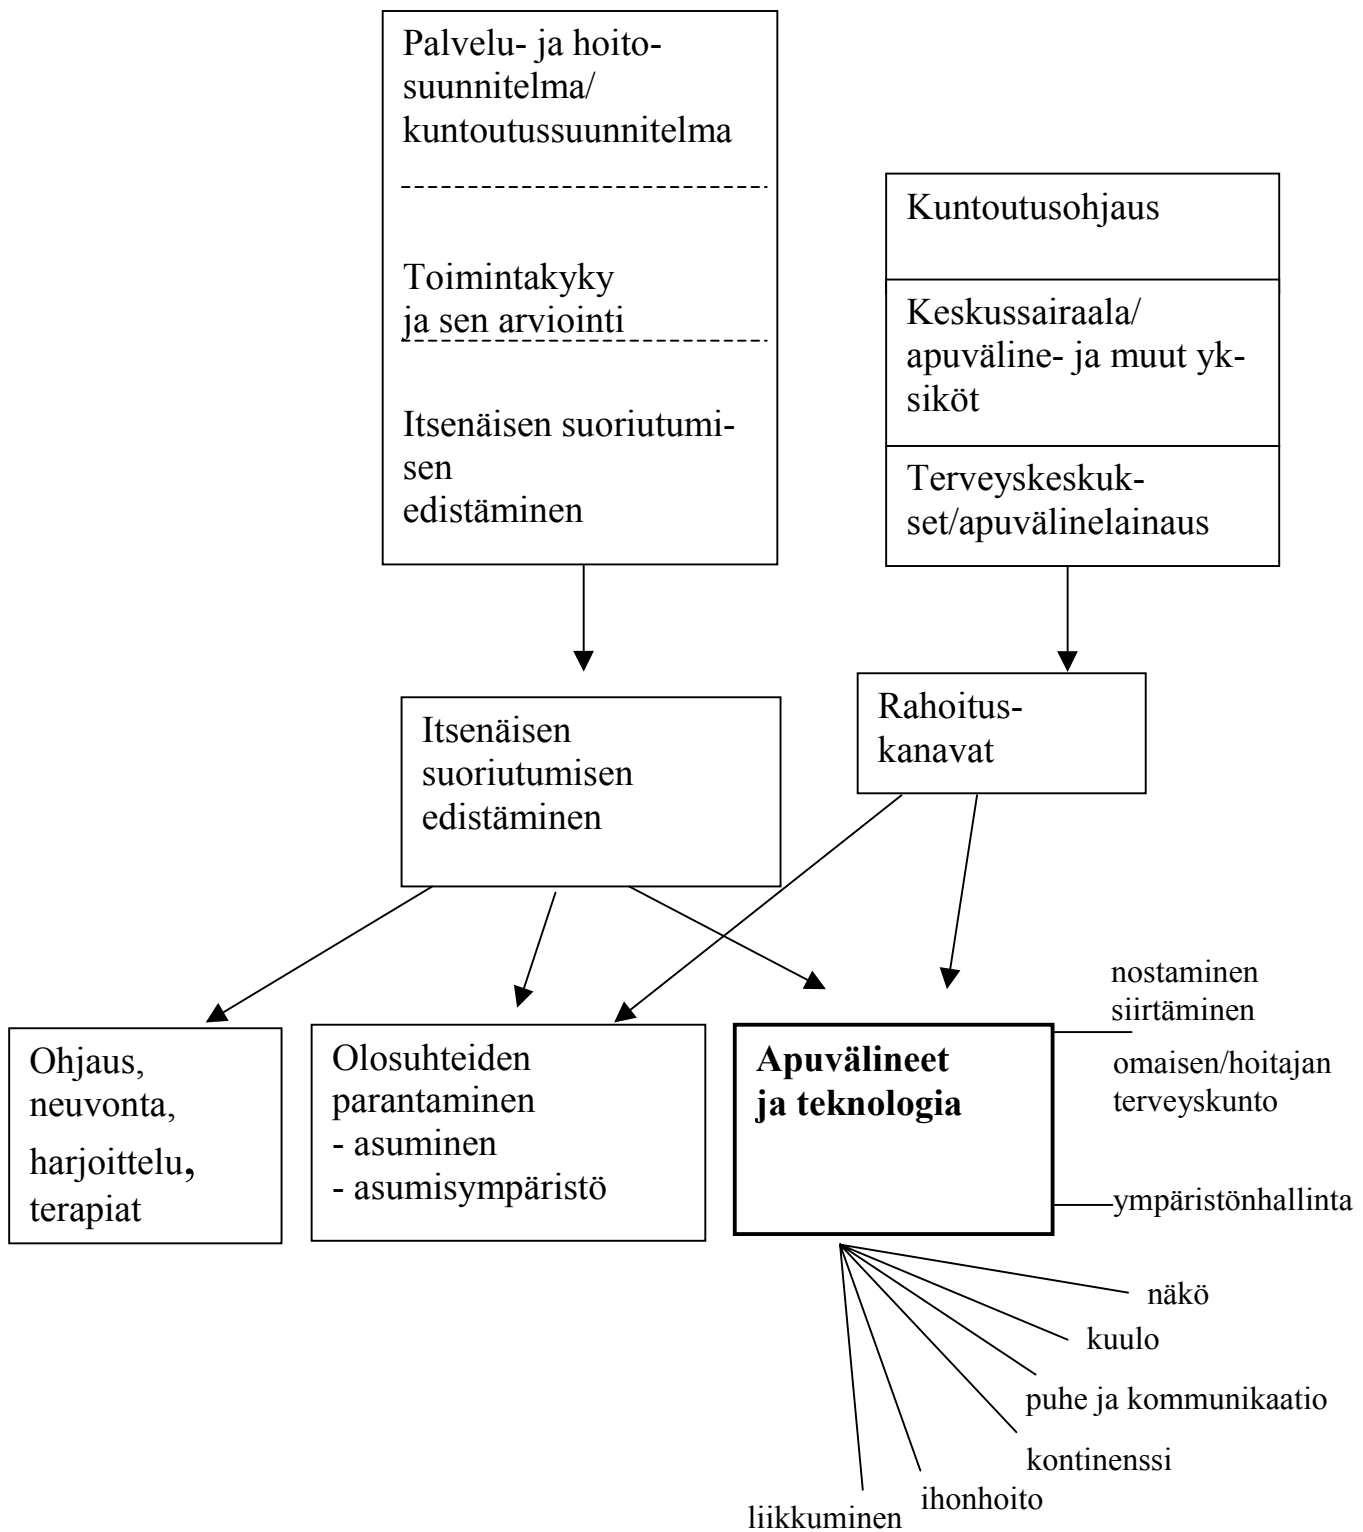 Palvelu- ja hoito-
suunnitelma/
kuntoutussuunnitelma
Toimintakyky
ja sen arviointi
Itsenäisen suoriutumi-
sen
edistäminen
Kuntoutusohjaus
Keskussairaala/
apuväline- ja muut yk-
siköt
Terveyskeskuk-
set/apuvälinelainaus
Itsenäisen
suoriutumisen
edistäminen
Rahoitus-
kanavat
Ohjaus,
neuvonta,
harjoittelu,
terapiat
Olosuhteiden
parantaminen
- asuminen
- asumisympäristö
Apuvälineet
ja teknologia
nostaminen
siirtäminen
omaisen/hoitajan
terveyskunto
ympäristönhallinta
näkö
kuulo
puhe ja kommunikaatio
kontinenssi
ihonhoito
liikkuminen